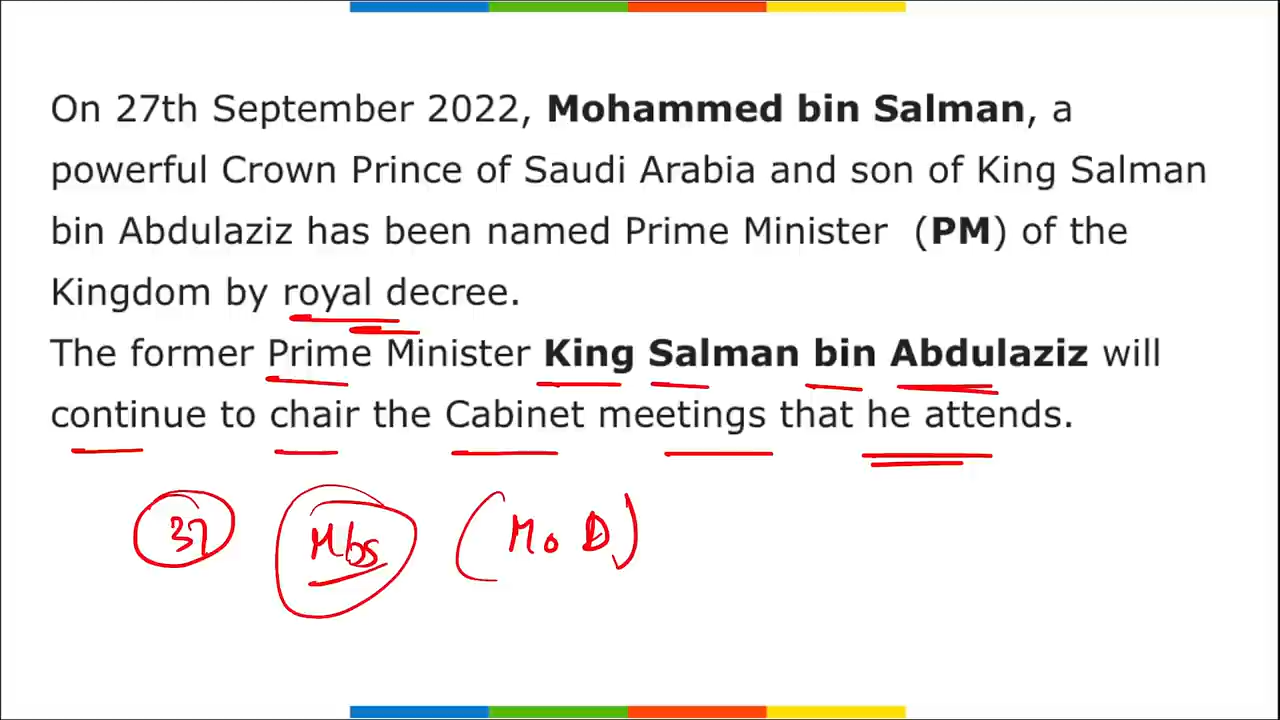 On 27th September 2022, Mohammed bin Salman, a
powerful Crown Prince of Saudi Arabia and son of King Salman
bin Abdulaziz has been named Prime Minister (PM) of the
Kingdom by royal decree.
The former Prime Minister King Salman bin Abdulaziz will
continue to chair the Cabinet meetings that he attends.
37 Mbs (MoD)